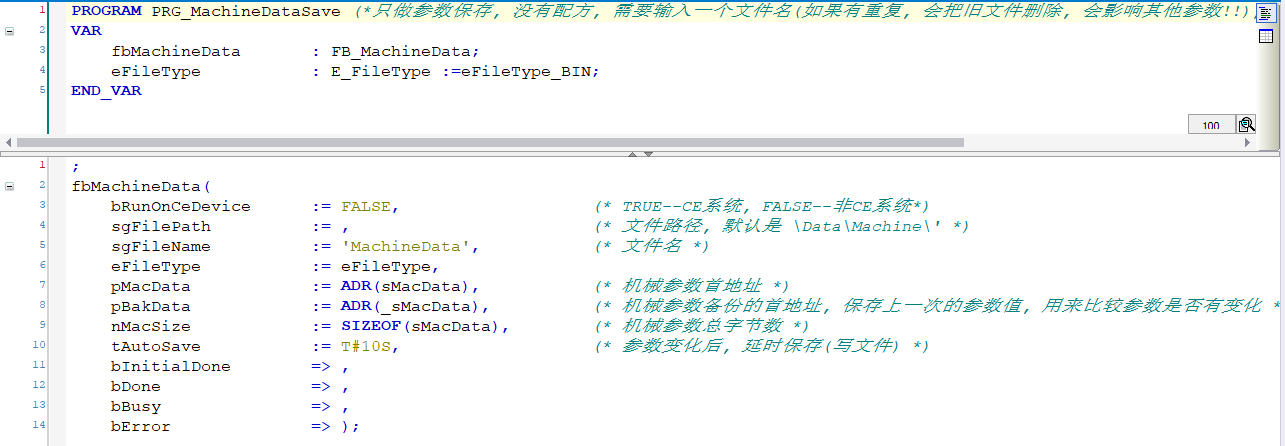 1 PROGRAM PRG_MachineDataSave (*只做参数保存, 没有配方, 需要输入一个文件名(如果有重复, 会把旧文件删除, 会影响其他参数!!)
2 VAR
3 fbMachineData : FB_MachineData;
4 eFileType : E_FileType :=eFileType_BIN;
5 END_VAR
100
1 ;
2 fbMachineData(
3 bRunOnCeDevice := FALSE, (* TRUE--CE系统, FALSE--非CE系统*)
4 sgFilePath := , (* 文件路径, 默认是 \Data\Machine\' *)
5 sgFileName := 'MachineData', (* 文件名 *)
6 eFileType := eFileType,
7 pMacData := ADR(sMacData), (* 机械参数首地址 *)
8 pBakData := ADR(_sMacData), (* 机械参数备份的首地址, 保存上一次的参数值, 用来比较参数是否有变化 *
9 nMacSize := SIZEOF(sMacData), (* 机械参数总字节数 *)
10 tAutoSave := T#10S, (* 参数变化后, 延时保存(写文件) *)
11 bInitialDone => ,
12 bDone => ,
13 bBusy => ,
14 bError => );